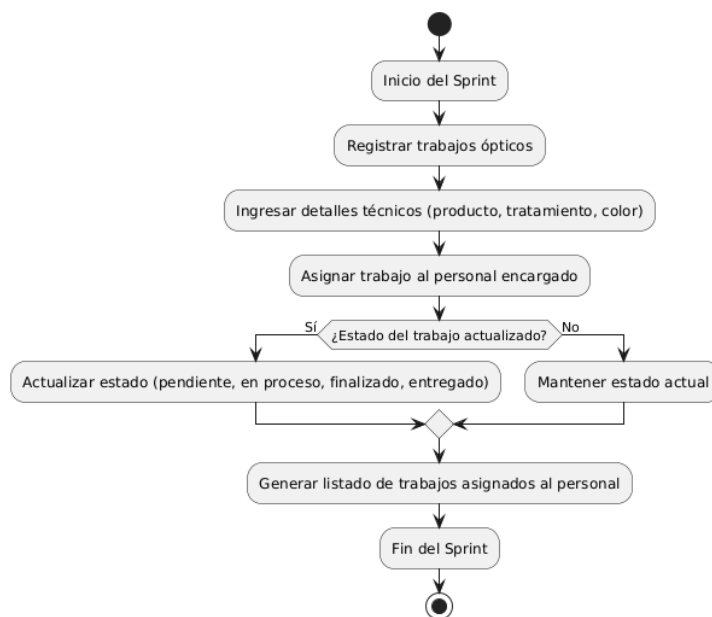 Inicio del Sprint
Registrar trabajos ópticos
Ingresar detalles técnicos (producto, tratamiento, color)
Asignar trabajo al personal encargado
¿Estado del trabajo actualizado?
Sí
No
Actualizar estado (pendiente, en proceso, finalizado, entregado)
Mantener estado actual
Generar listado de trabajos asignados al personal
Fin del Sprint